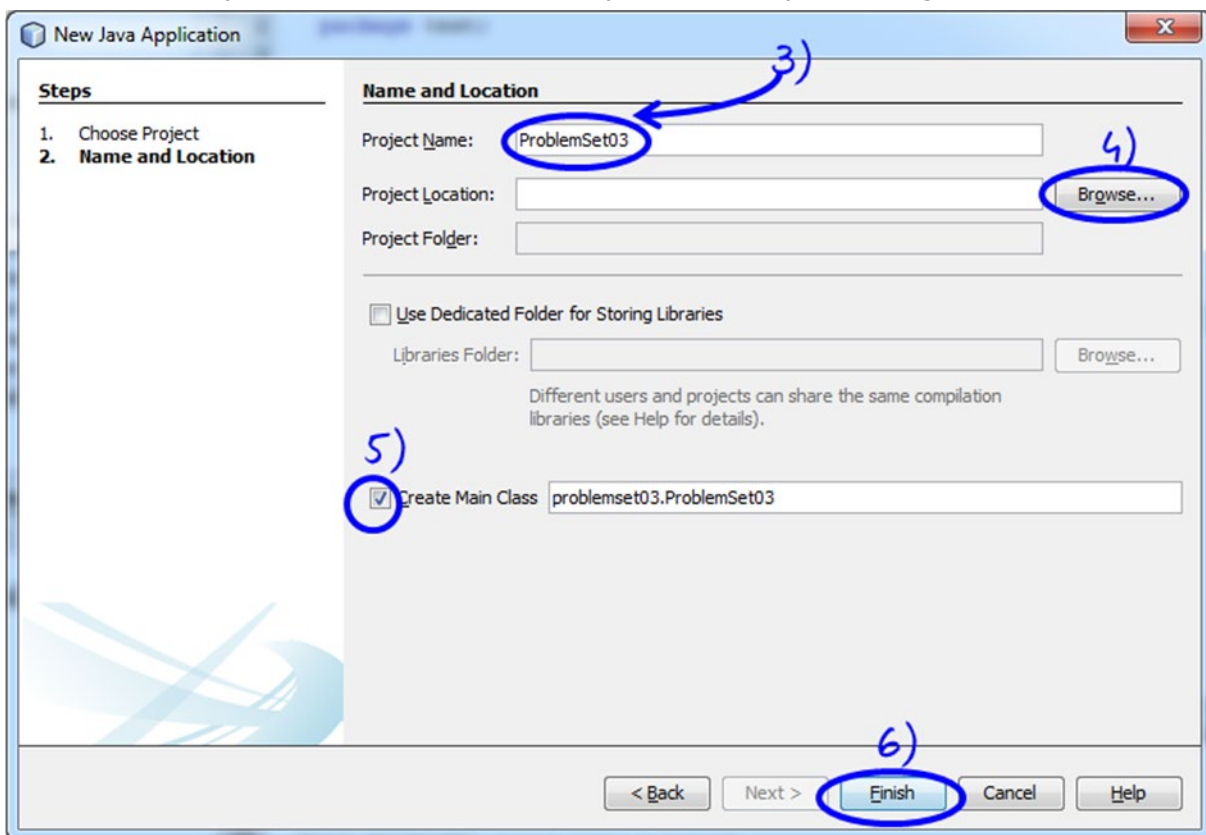 New Java Application
3)
Steps
1. Choose Project
2. Name and Location
Name and Location
Project Name: ProblemSet03
4)
Project Location: Browse...
Project Folder:
Use Dedicated Folder for Storing Libraries
Libraries Folder: Browse...
Different users and projects can share the same compilation
libraries (see Help for details).
5)
Create Main Class problemset03.ProblemSet03
6)
< Back Next > Finish Cancel Help